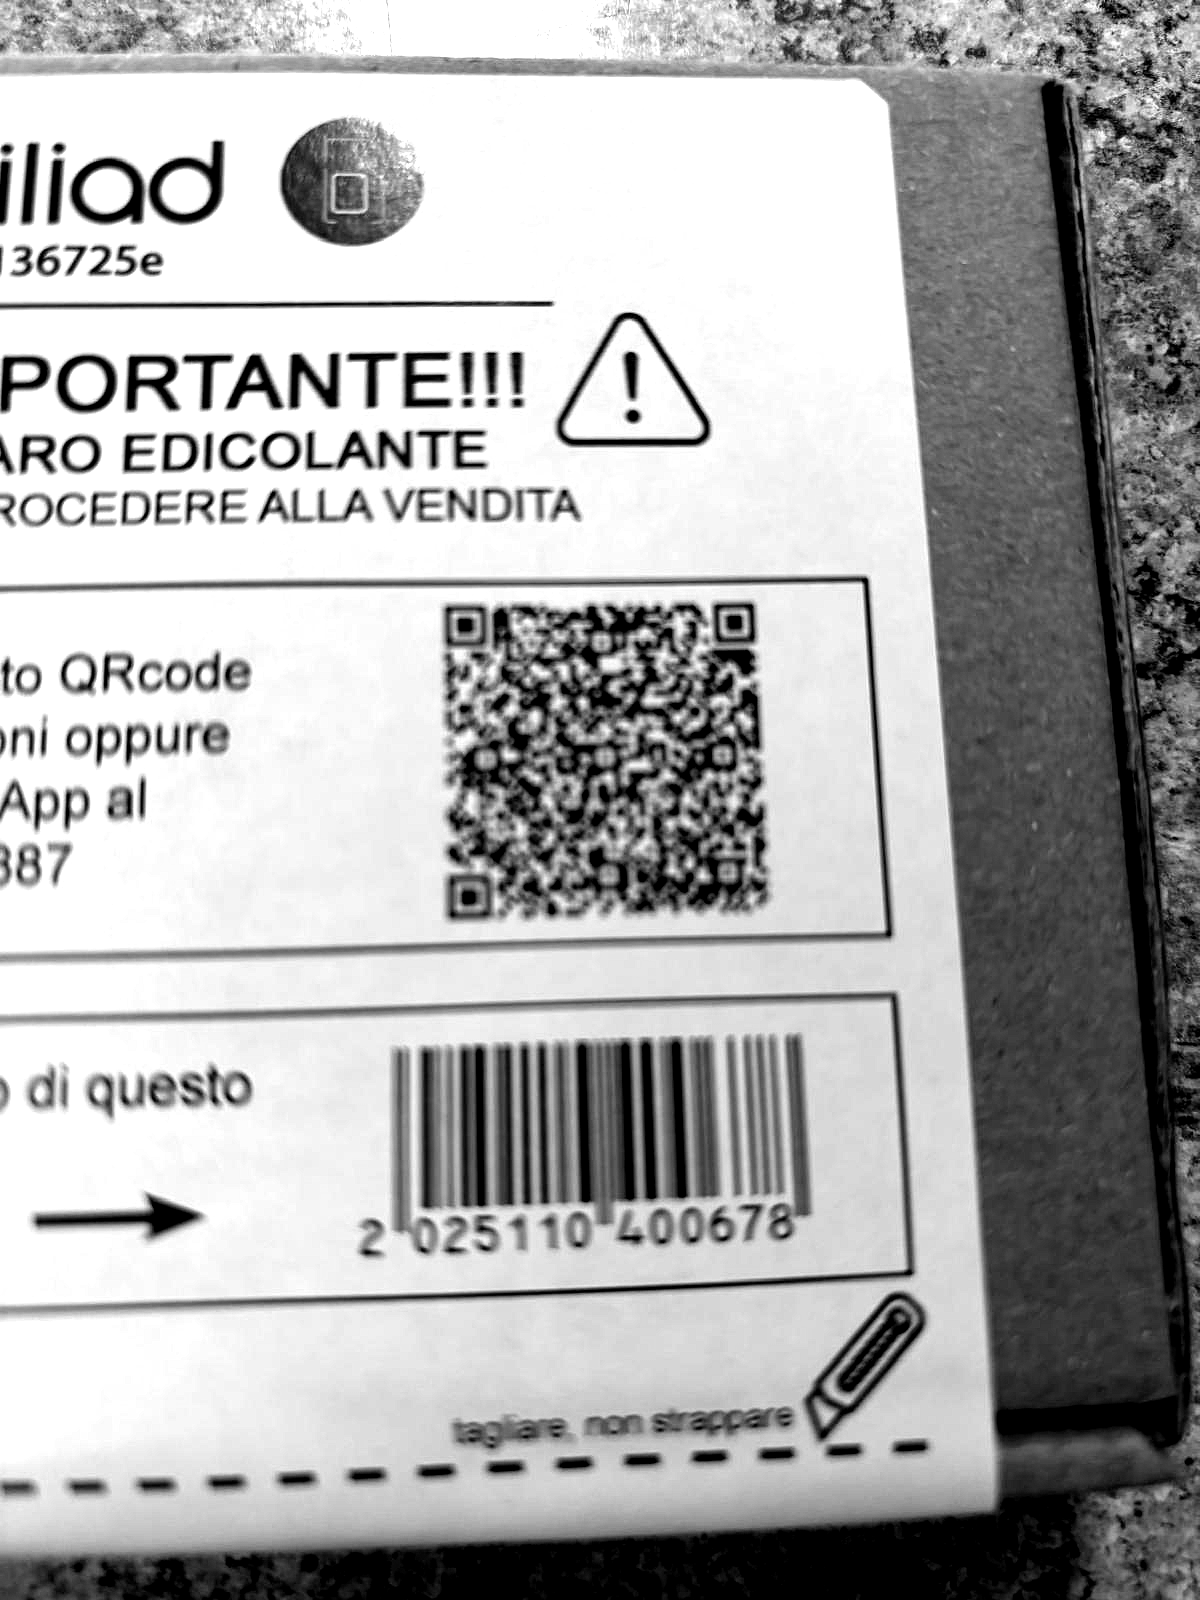 iliad
136725e
PORTANTE!!!
ARO EDICOLANTE
ROCEDERE ALLA VENDITA
to QRcode
oni oppure
App al
387
o di questo
2 025110 400678
tagliare, non strappare